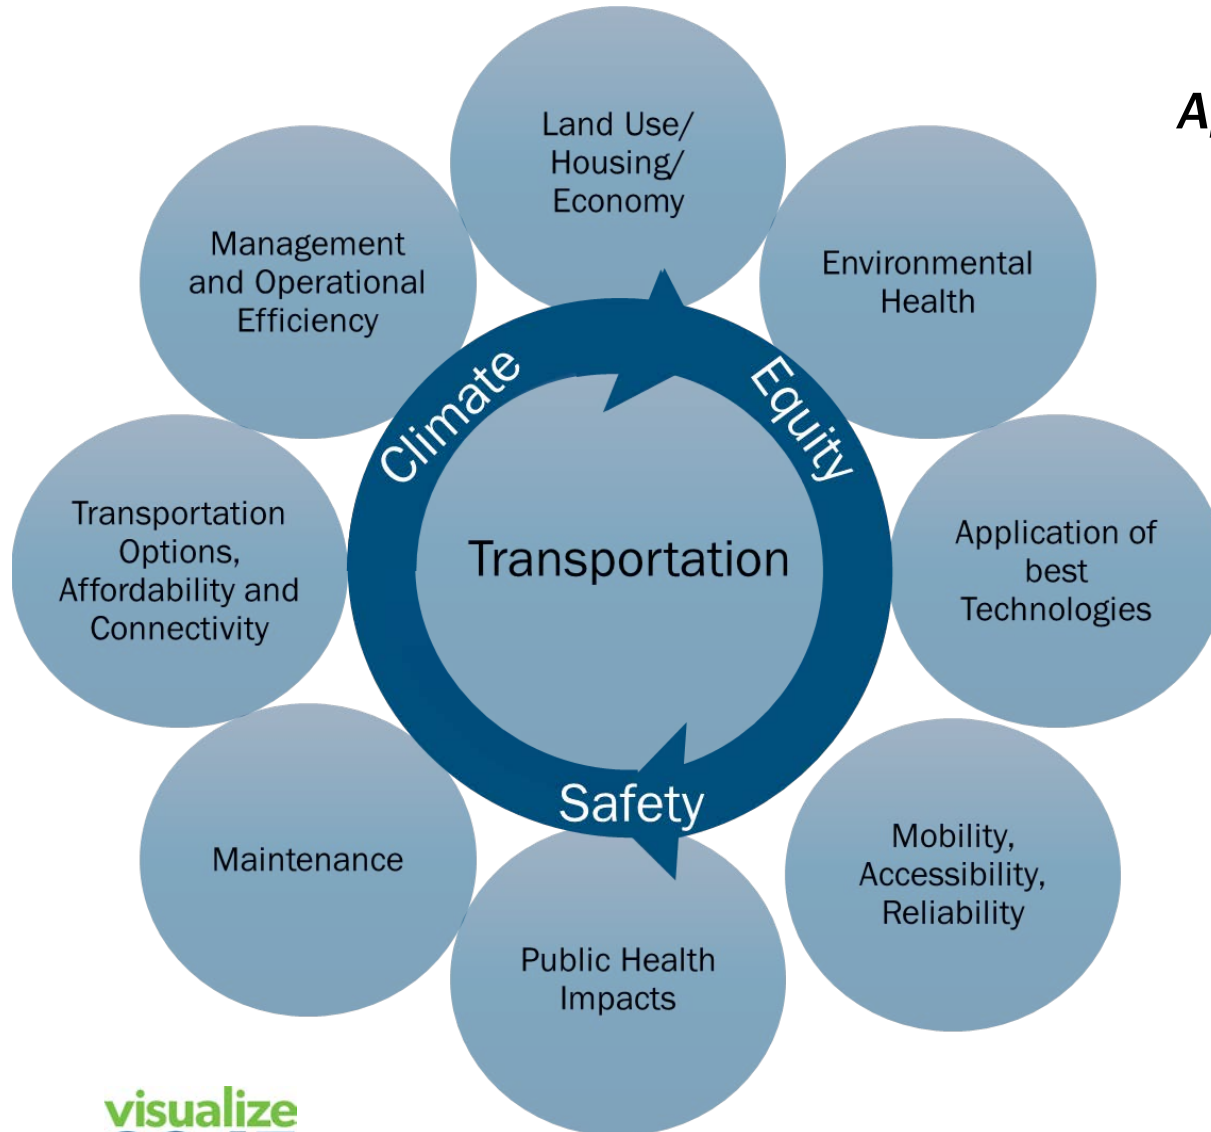 Land Use/
Housing/
Economy
Management
and Operational
Efficiency
Environmental
Health
Climate
Equity
Transportation
Options,
Affordability and
Connectivity
Transportation
Application of
best
Technologies
Safety
Maintenance
Mobility,
Accessibility,
Reliability
Public Health
Impacts
visualize